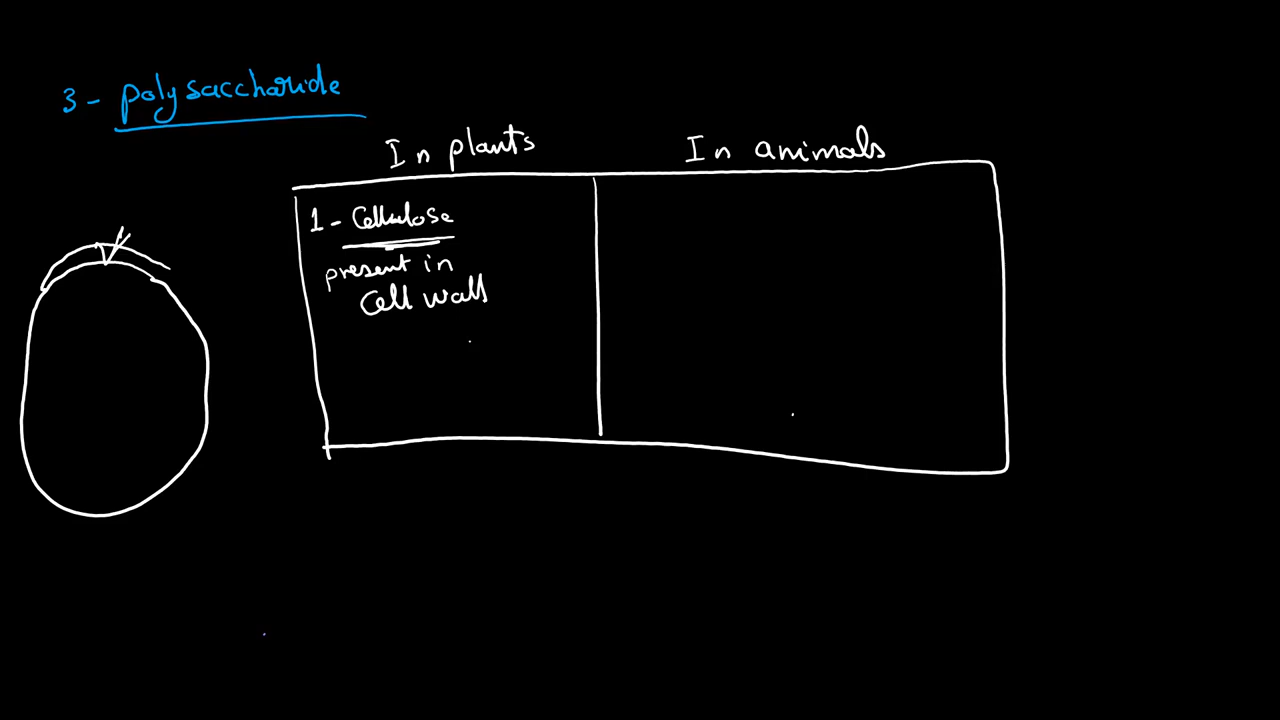 3- polysaccharide
In plants
In animals
1- Cellulose
present in
Cell wall